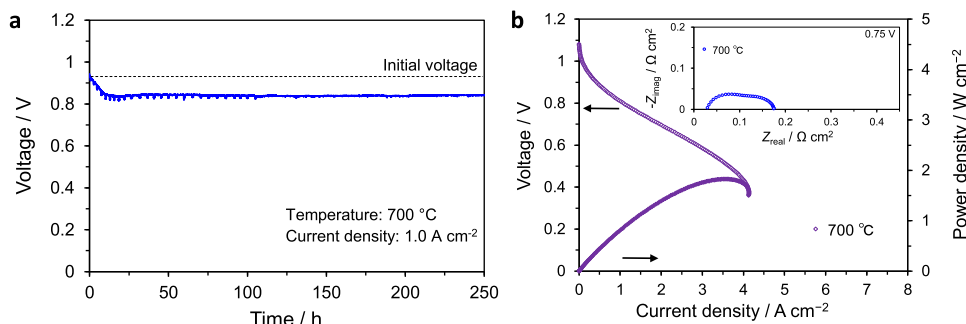 a
1.2
1
0.8
0.6
0.4
0.2
0
Voltage / V
Initial voltage
Temperature: 700 °C
Current density: 1.0 A cm⁻²
0 50 100 150 200 250
Time / h
b
1.2
1
0.8
0.6
0.4
0.2
0
Voltage / V
5
4
3
2
1
0
Power density / W cm⁻²
0.2
0.1
0
-Zimag / Ω cm²
0.75 V
700 °C
0 0.1 0.2 0.3 0.4
Zreal / Ω cm²
700 °C
0 1 2 3 4 5 6 7 8
Current density / A cm⁻²